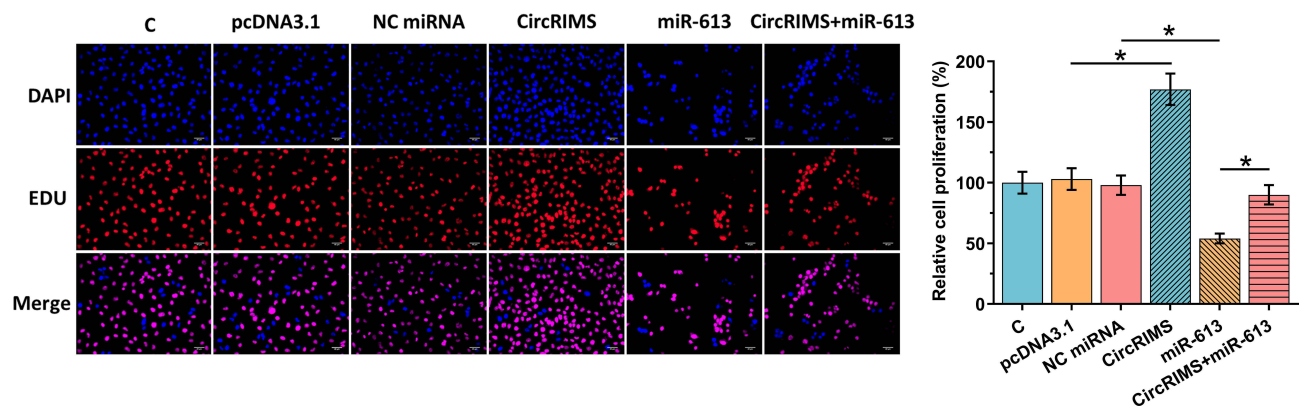 C pcDNA3.1 NC miRNA CircRIMS miR-613 CircRIMS+miR-613
DAPI
EDU
Merge
Relative cell proliferation (%)
200
150
100
50
0
*
*
*
C
pcDNA3.1
NC miRNA
CircRIMS
miR-613
CircRIMS+miR-613